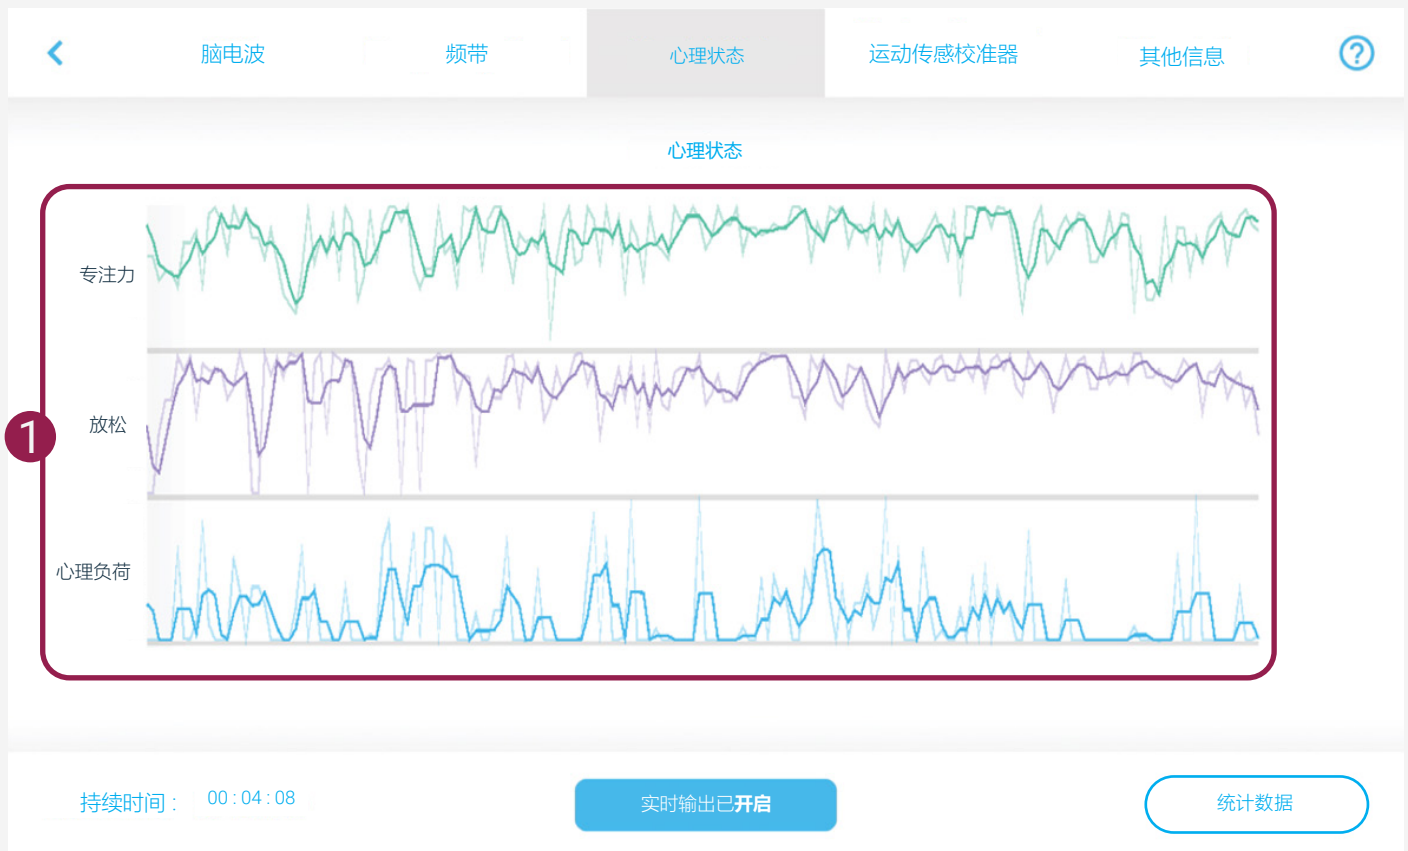 脑电波 频带 心理状态 运动传感校准器 其他信息 ?
心理状态
专注力
1
放松
心理负荷
持续时间 : 00 : 04 : 08
实时输出已开启
统计数据